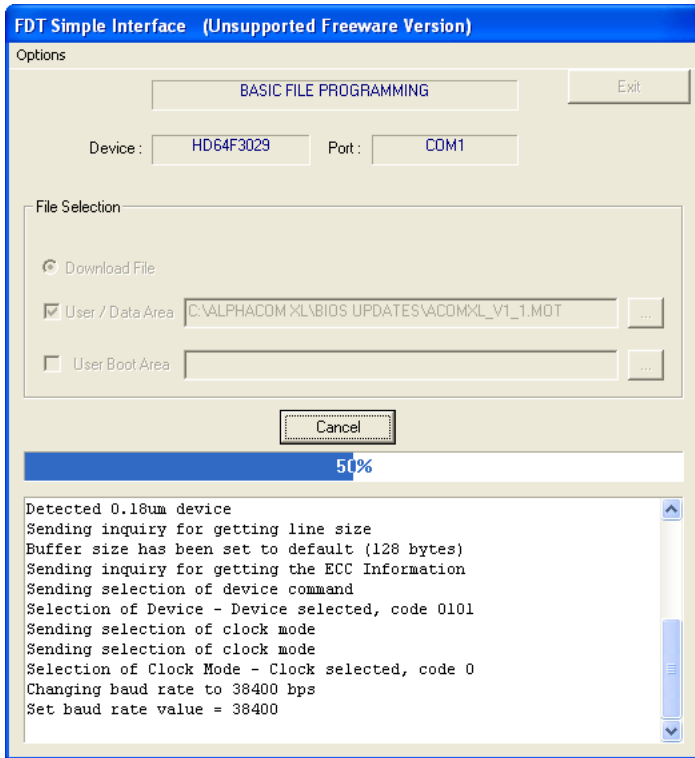 FDT Simple Interface (Unsupported Freeware Version)
Options
BASIC FILE PROGRAMMING
Exit
Device : HD64F3029 Port : COM1
File Selection
Download File
User / Data Area C:\ALPHACOM XL\BIOS UPDATES\ACOMXL_V1_1.MOT ...
User Boot Area ...
Cancel
50%
Detected 0.18um device
Sending inquiry for getting line size
Buffer size has been set to default (128 bytes)
Sending inquiry for getting the ECC Information
Sending selection of device command
Selection of Device - Device selected, code 0101
Sending selection of clock mode
Sending selection of clock mode
Selection of Clock Mode - Clock selected, code 0
Changing baud rate to 38400 bps
Set baud rate value = 38400